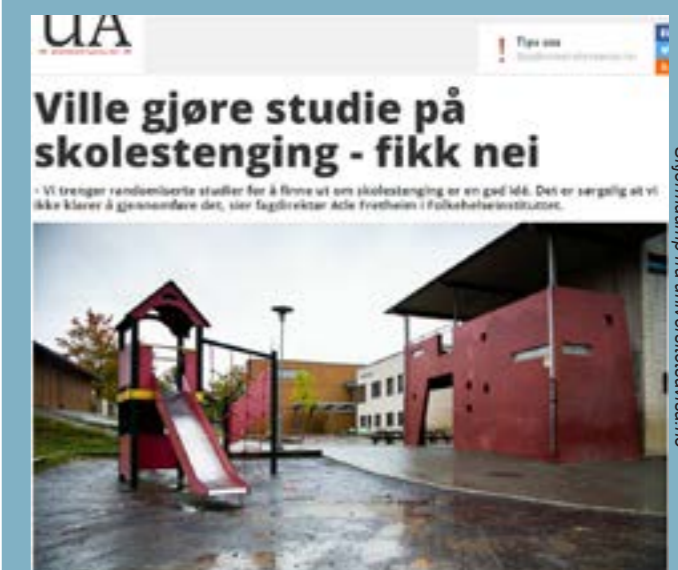 UA
Tips oss
Ville gjøre studie på
skolestenging - fikk nei
- Vi trenger randomiserte studier for å finne ut om skolestenging er en god idé. Det er sørgelig at vi
ikke klarer å gjennomføre det, sier fagdirektør Atle Fretheim i Folkehelseinstituttet.